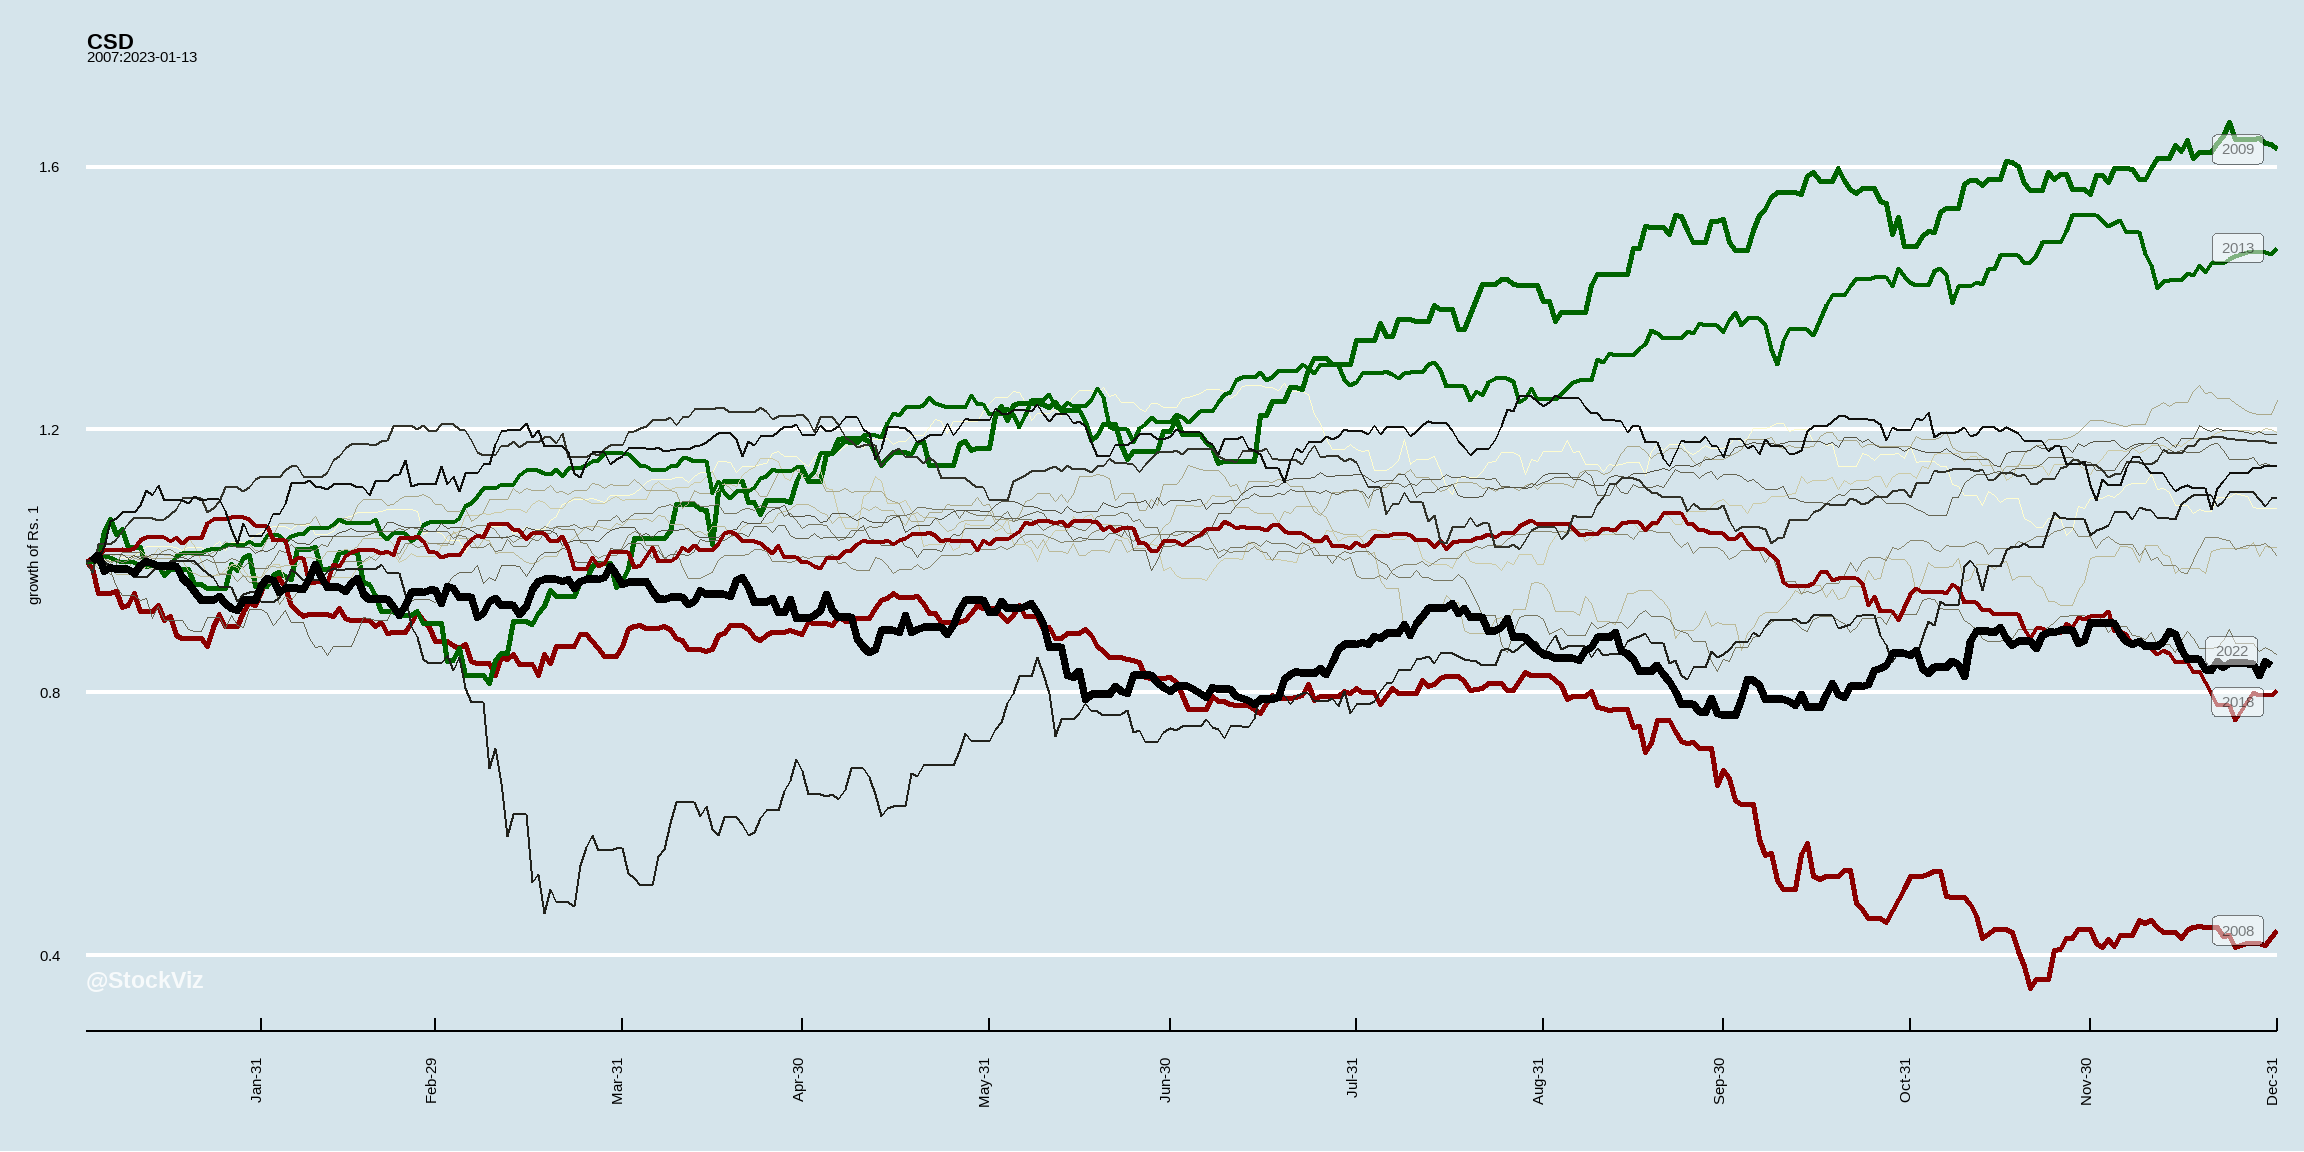 CSD
2007:2023-01-13
growth of Rs. 1
1.6
1.2
0.8
0.4
2009
2013
2022
2018
2008
@StockViz
Jan-31
Feb-29
Mar-31
Apr-30
May-31
Jun-30
Jul-31
Aug-31
Sep-30
Oct-31
Nov-30
Dec-31